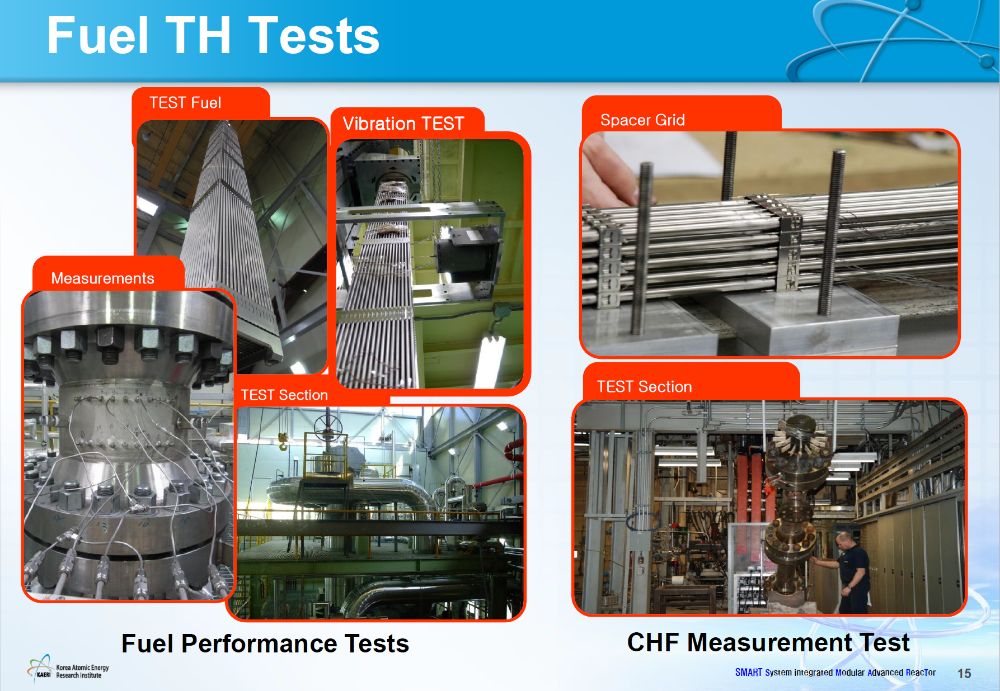 Fuel TH Tests
TEST Fuel
Vibration TEST
Measurements
TEST Section
Spacer Grid
TEST Section
Fuel Performance Tests
CHF Measurement Test
KAERI
Korea Atomic Energy
Research Institute
SMART System integrated Modular Advanced ReacTor
15